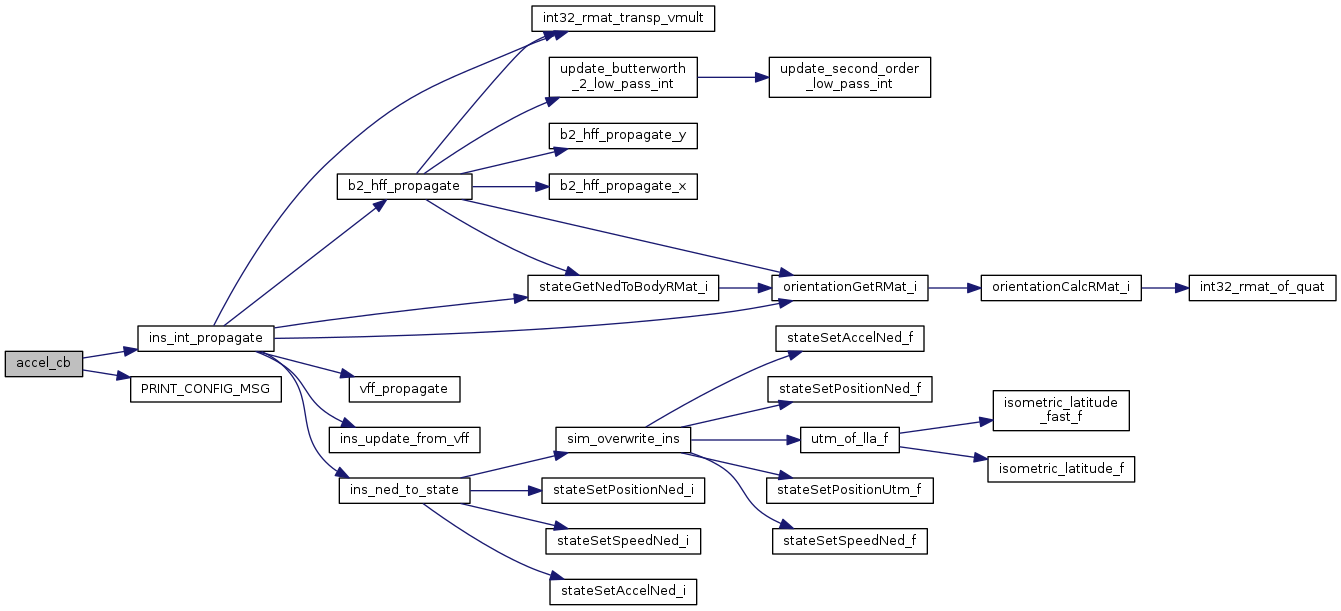 accel_cb
ins_int_propagate
PRINT_CONFIG_MSG
b2_hff_propagate
vff_propagate
ins_update_from_vff
ins_ned_to_state
int32_rmat_transp_vmult
update_butterworth
_2_low_pass_int
b2_hff_propagate_y
b2_hff_propagate_x
stateGetNedToBodyRMat_i
sim_overwrite_ins
stateSetPositionNed_i
stateSetSpeedNed_i
stateSetAccelNed_i
update_second_order
_low_pass_int
orientationGetRMat_i
stateSetAccelNed_f
stateSetPositionNed_f
utm_of_lla_f
stateSetPositionUtm_f
stateSetSpeedNed_f
orientationCalcRMat_i
isometric_latitude
_fast_f
isometric_latitude_f
int32_rmat_of_quat